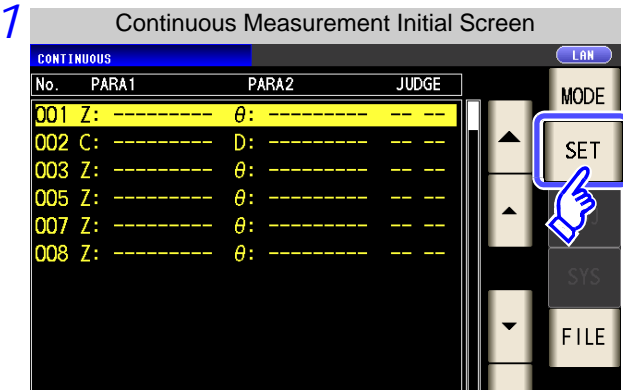 1
Continuous Measurement Initial Screen
CONTINUOUS
LAN
No. PARA1 PARA2 JUDGE
MODE
001 Z: --------- θ: --------- -- --
002 C: --------- D: --------- -- --
SET
003 Z: --------- θ: --------- -- --
005 Z: --------- θ: --------- -- --
007 Z: --------- θ: --------- -- --
008 Z: --------- θ: --------- -- --
SYS
FILE